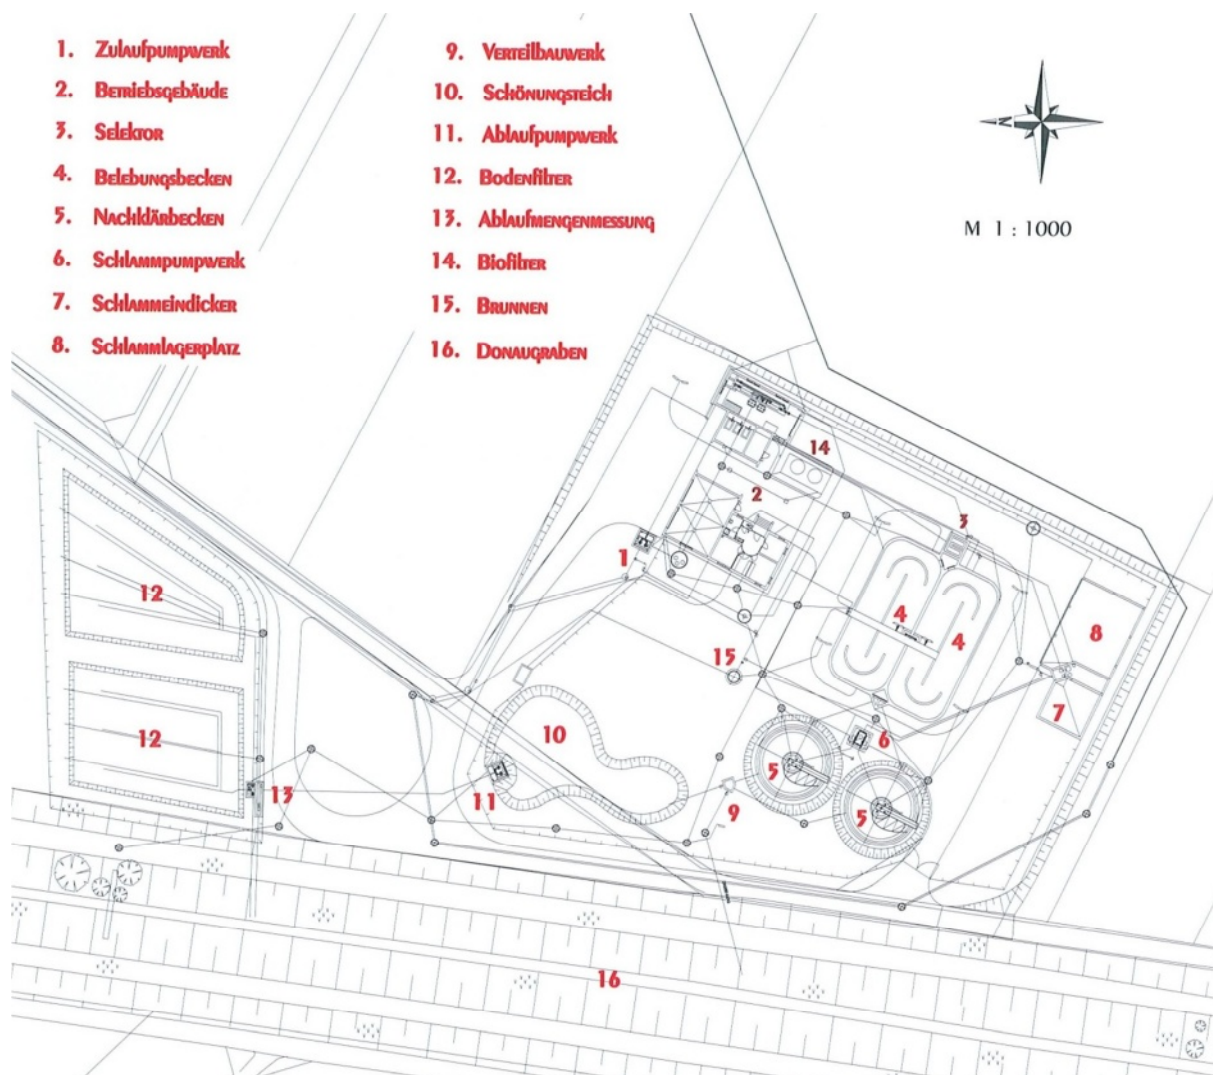 1. Zulaufpumpwerk
2. Betriebsgebäude
3. Selektor
4. Belebungsbecken
5. Nachklärbecken
6. Schlammpumpwerk
7. Schlammeindicker
8. Schlammlagerplatz
9. Verteilbauwerk
10. Schönungsteich
11. Ablaufpumpwerk
12. Bodenfilter
13. Ablaufmengenmessung
14. Biofilter
15. Brunnen
16. Donaugraben
N
M 1 : 1000
14
2
3
1
12
4
4
8
15
7
10
6
12
5
13
11
9
5
16